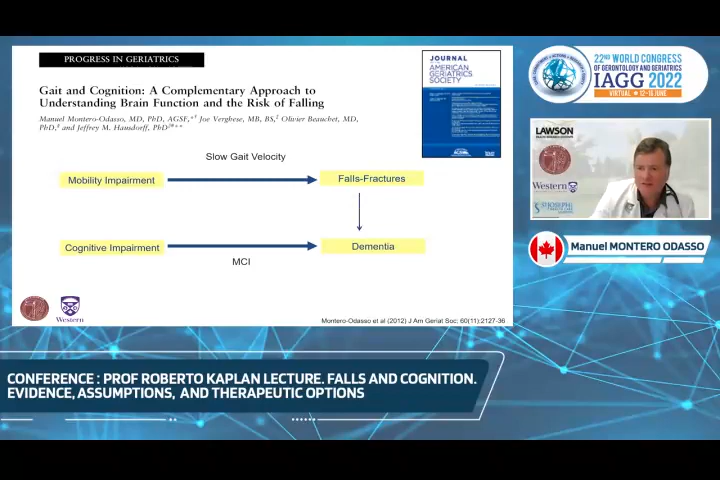 PROGRESS IN GERIATRICS
Gait and Cognition: A Complementary Approach to
Understanding Brain Function and the Risk of Falling
Manuel Montero-Odasso, MD, PhD, AGSF,*† Joe Verghese, MB, BS,‡ Olivier Beauchet, MD,
PhD,§ and Jeffrey M. Hausdorff, PhD
JOURNAL
AMERICAN
GERIATRICS
SOCIETY
Slow Gait Velocity
Mobility Impairment
Falls-Fractures
Cognitive Impairment
Dementia
MCI
Western
Montero-Odasso et al (2012) J Am Geriat Soc: 60(11):2127-36
22ND WORLD CONGRESS
OF GERONTOLOGY AND GERIATRICS
IAGG 2022
VIRTUAL • 12-16 JUNE
LAWSON
Western
ST JOSEPH'S
Manuel MONTERO ODASSO
CONFERENCE : PROF ROBERTO KAPLAN LECTURE. FALLS AND COGNITION.
EVIDENCE, ASSUMPTIONS, AND THERAPEUTIC OPTIONS